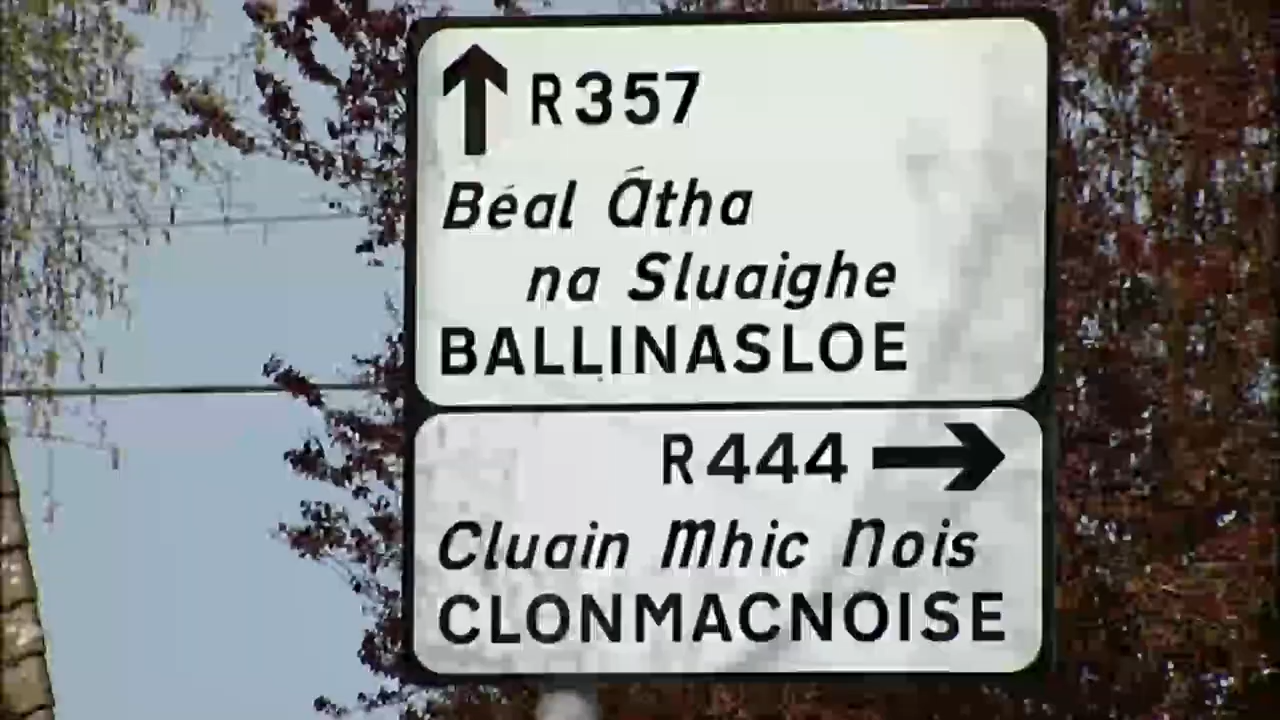 R357
Béal Átha
na Sluaighe
BALLINASLOE
R444
Cluain Mhic Nois
CLONMACNOISE